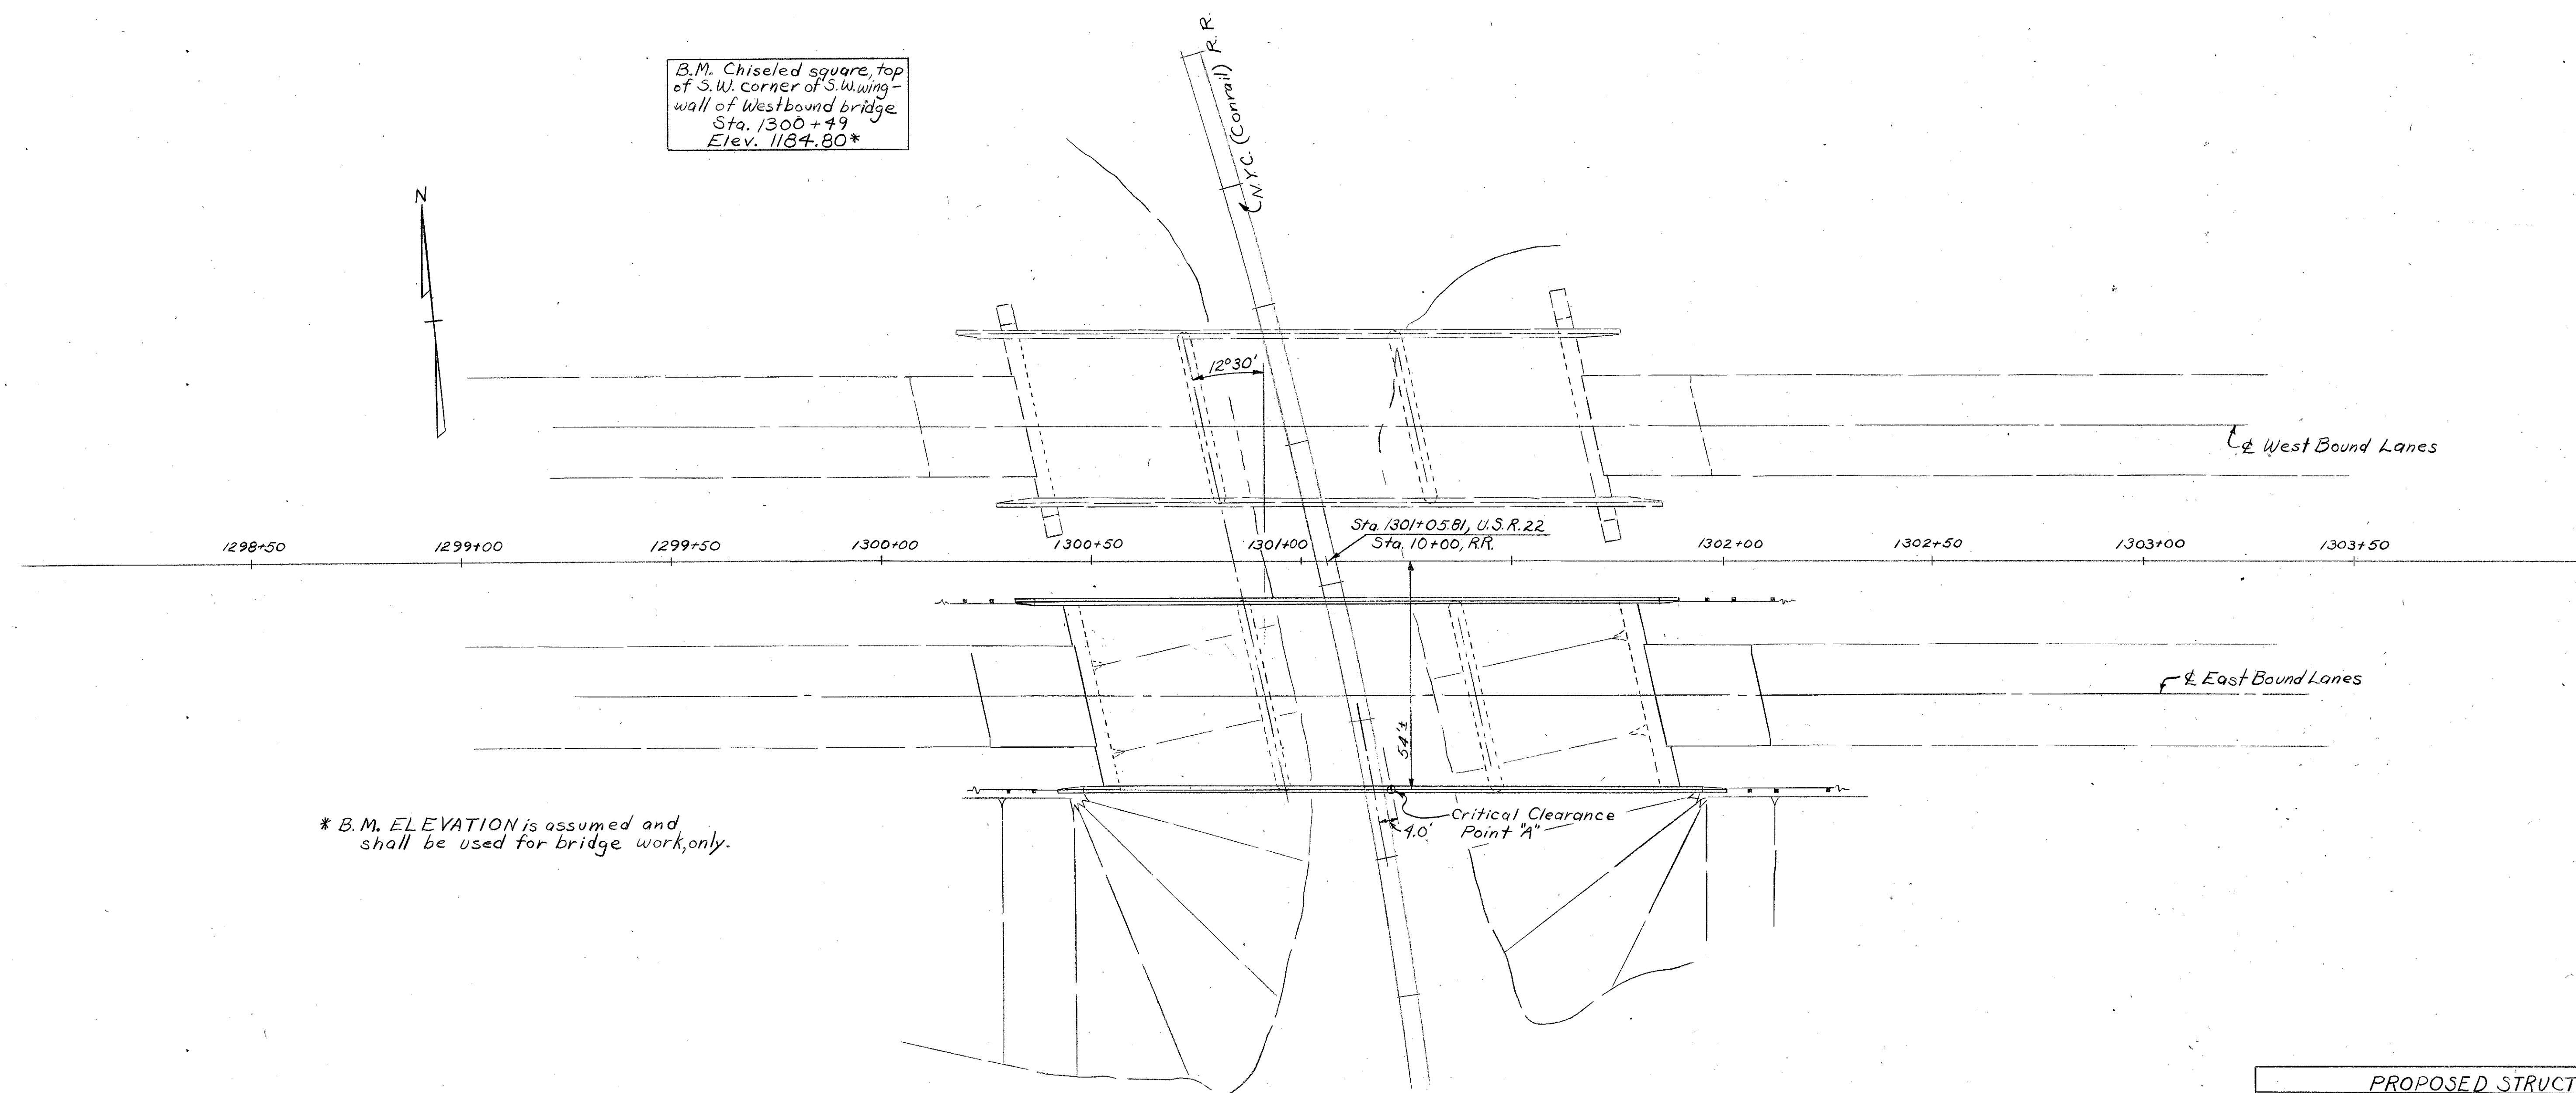 B.M. Chiseled square, top
of S.W. corner of S.W. wing-
wall of Westbound bridge
Sta. 1300+49
Elev. 1184.80*
N
N.Y.C. (Conrail) R.R.
12°30'
℄ West Bound Lanes
Sta. 1301+05.81, U.S.R. 22
Sta. 10+00, R.R.
1298+50
1299+00
1299+50
1300+00
1300+50
1301+00
1302+00
1302+50
1303+00
1303+50
℄ East Bound Lanes
54'±
Critical Clearance
Point "A"
4.0'
* B.M. ELEVATION is assumed and
shall be used for bridge work, only.
PROPOSED STRUCT